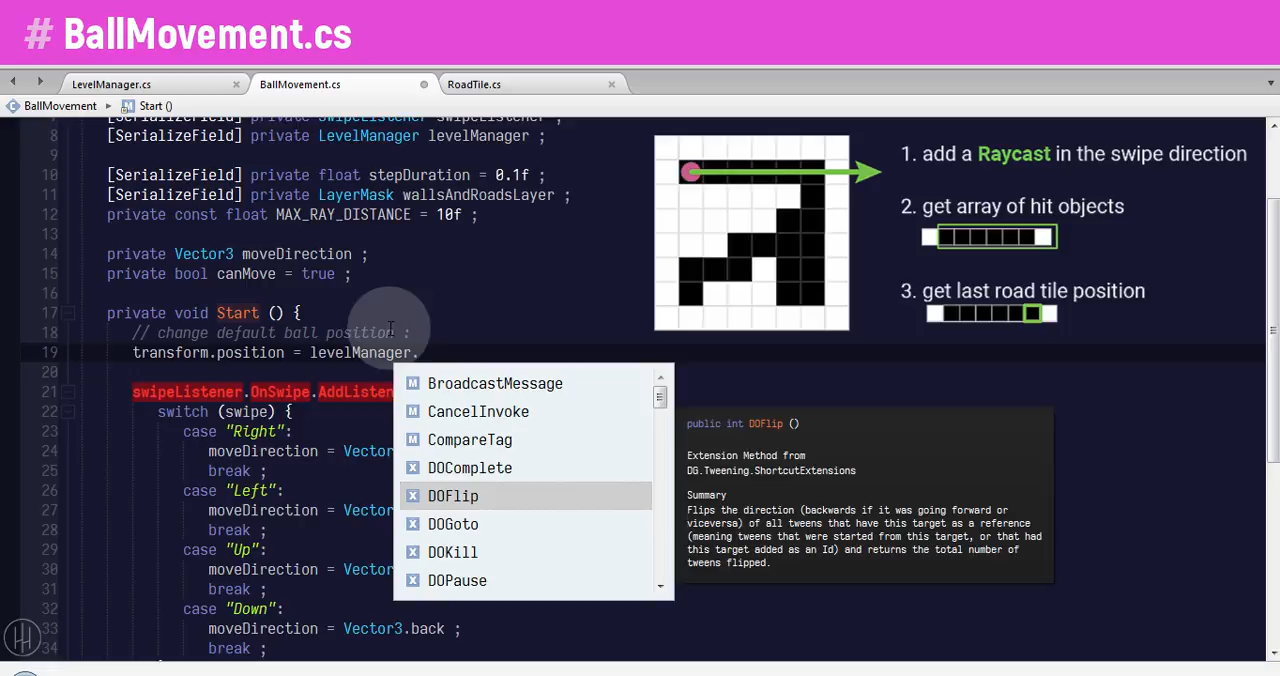 # BallMovement.cs
LevelManager.cs
BallMovement.cs
RoadTile.cs
BallMovement
Start ()
7 [SerializeField] private SwipeListener swipeListener ;
8 [SerializeField] private LevelManager levelManager ;
9
10 [SerializeField] private float stepDuration = 0.1f ;
11 [SerializeField] private LayerMask wallsAndRoadsLayer ;
12 private const float MAX_RAY_DISTANCE = 10f ;
13
14 private Vector3 moveDirection ;
15 private bool canMove = true ;
16
17 private void Start () {
18 // change default ball position :
19 transform.position = levelManager.
20
21 swipeListener.OnSwipe.AddListen
22 switch (swipe) {
23 case "Right":
24 moveDirection = Vector
25 break ;
26 case "Left":
27 moveDirection = Vector
28 break ;
29 case "Up":
30 moveDirection = Vector
31 break ;
32 case "Down":
33 moveDirection = Vector3.back ;
34 break ;
BroadcastMessage
CancelInvoke
CompareTag
DOComplete
DOFlip
DOGoto
DOKill
DOPause
public int DOFlip ()
Extension Method from
DG.Tweening.ShortcutExtensions
Summary
Flips the direction (backwards if it was going forward or
viceversa) of all tweens that have this target as a reference
(meaning tweens that were started from this target, or that had
this target added as an Id) and returns the total number of
tweens flipped.
1. add a Raycast in the swipe direction
2. get array of hit objects
3. get last road tile position